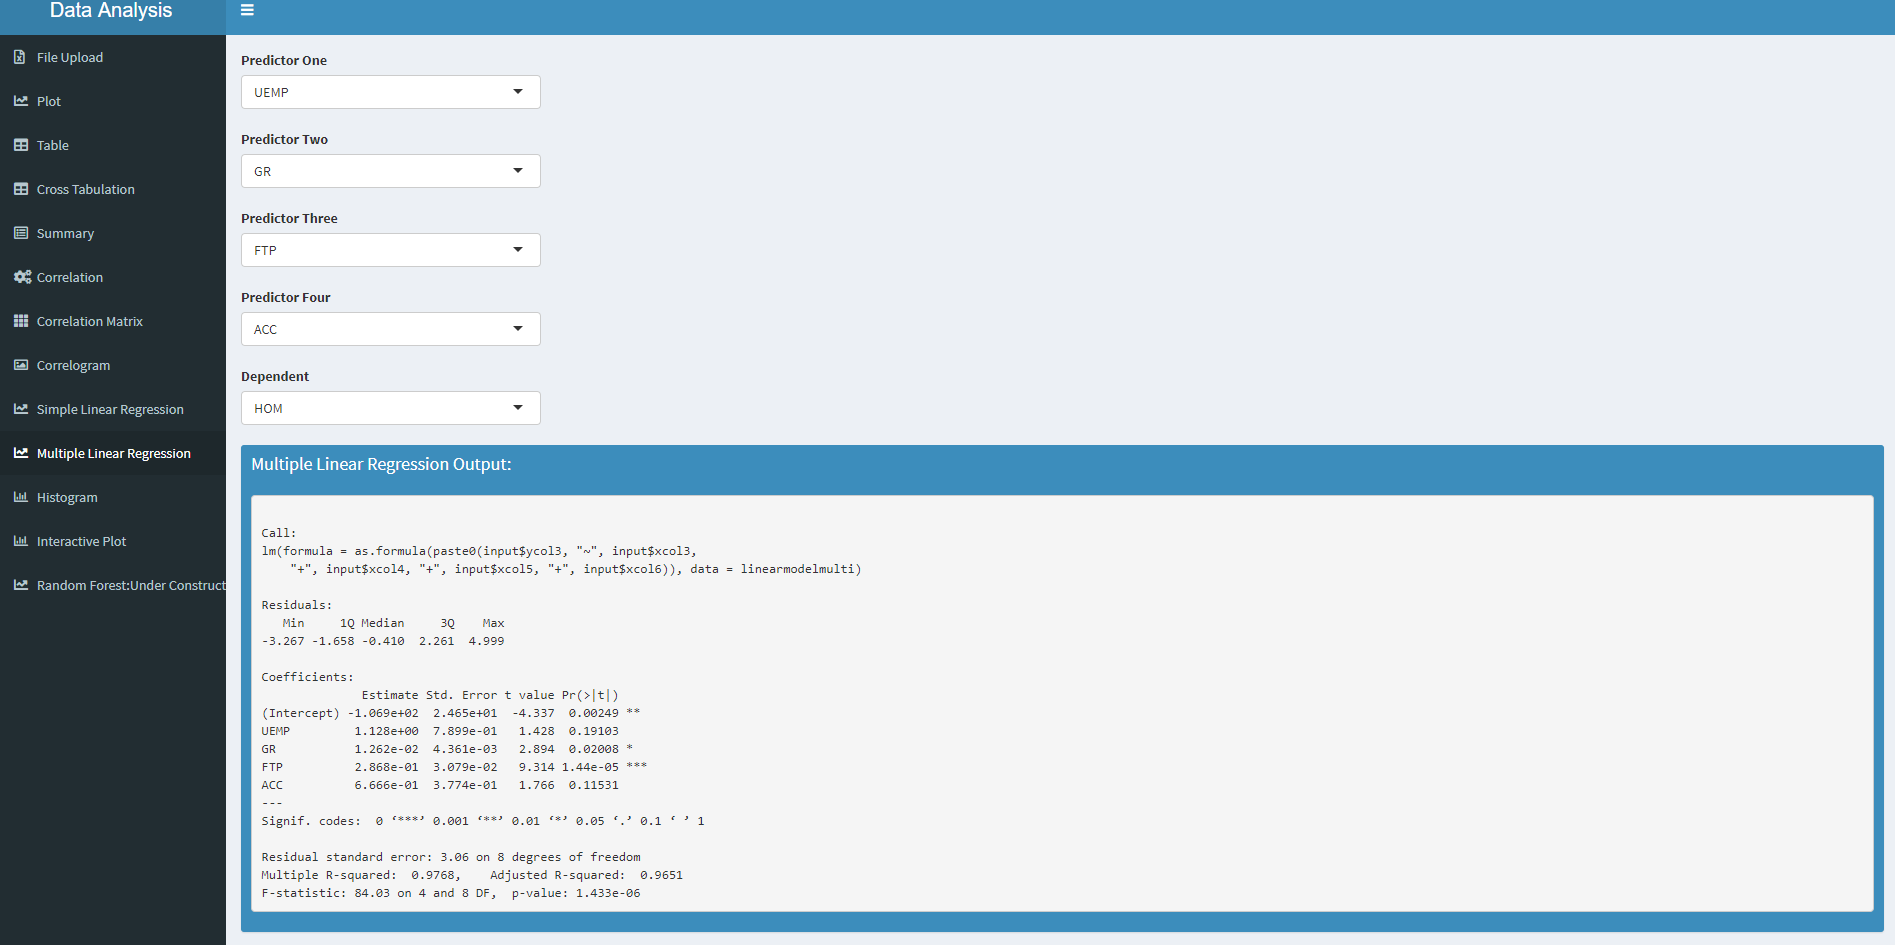 Data Analysis
File Upload
Plot
Table
Cross Tabulation
Summary
Correlation
Correlation Matrix
Correlogram
Simple Linear Regression
Multiple Linear Regression
Histogram
Interactive Plot
Random Forest:Under Construct
Predictor One
UEMP
Predictor Two
GR
Predictor Three
FTP
Predictor Four
ACC
Dependent
HOM
Multiple Linear Regression Output:
Call:
lm(formula = as.formula(paste0(input$ycol3, "~", input$xcol3,
    "+", input$xcol4, "+", input$xcol5, "+", input$xcol6)), data = linearmodelmulti)
Residuals:
   Min     1Q Median     3Q    Max
-3.267 -1.658 -0.410  2.261  4.999
Coefficients:
              Estimate Std. Error t value Pr(>|t|)
(Intercept) -1.069e+02  2.465e+01  -4.337  0.00249 **
UEMP         1.128e+00  7.899e-01   1.428  0.19103
GR           1.262e-02  4.361e-03   2.894  0.02008 *
FTP          2.868e-01  3.079e-02   9.314 1.44e-05 ***
ACC          6.666e-01  3.774e-01   1.766  0.11531
---
Signif. codes:  0 ‘***’ 0.001 ‘**’ 0.01 ‘*’ 0.05 ‘.’ 0.1 ‘ ’ 1
Residual standard error: 3.06 on 8 degrees of freedom
Multiple R-squared:  0.9768,    Adjusted R-squared:  0.9651
F-statistic: 84.03 on 4 and 8 DF,  p-value: 1.433e-06